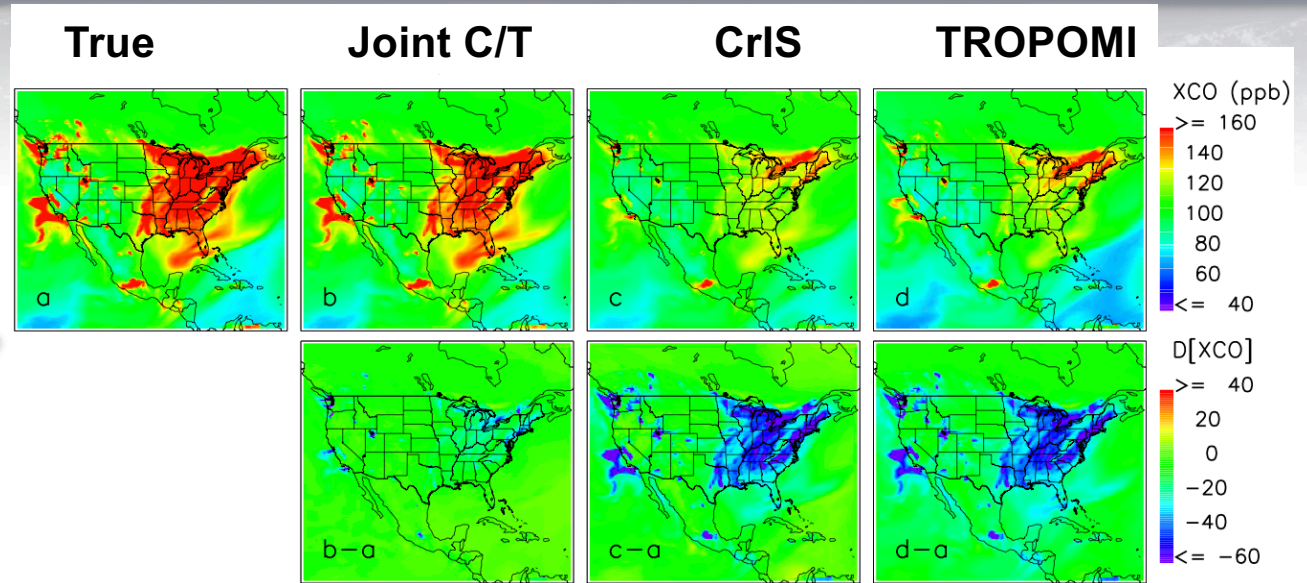 True Joint C/T CrIS TROPOMI
XCO (ppb)
>= 160
140
120
100
80
60
<= 40
a b c d
D[XCO]
>= 40
20
0
−20
−40
<= −60
b−a c−a d−a